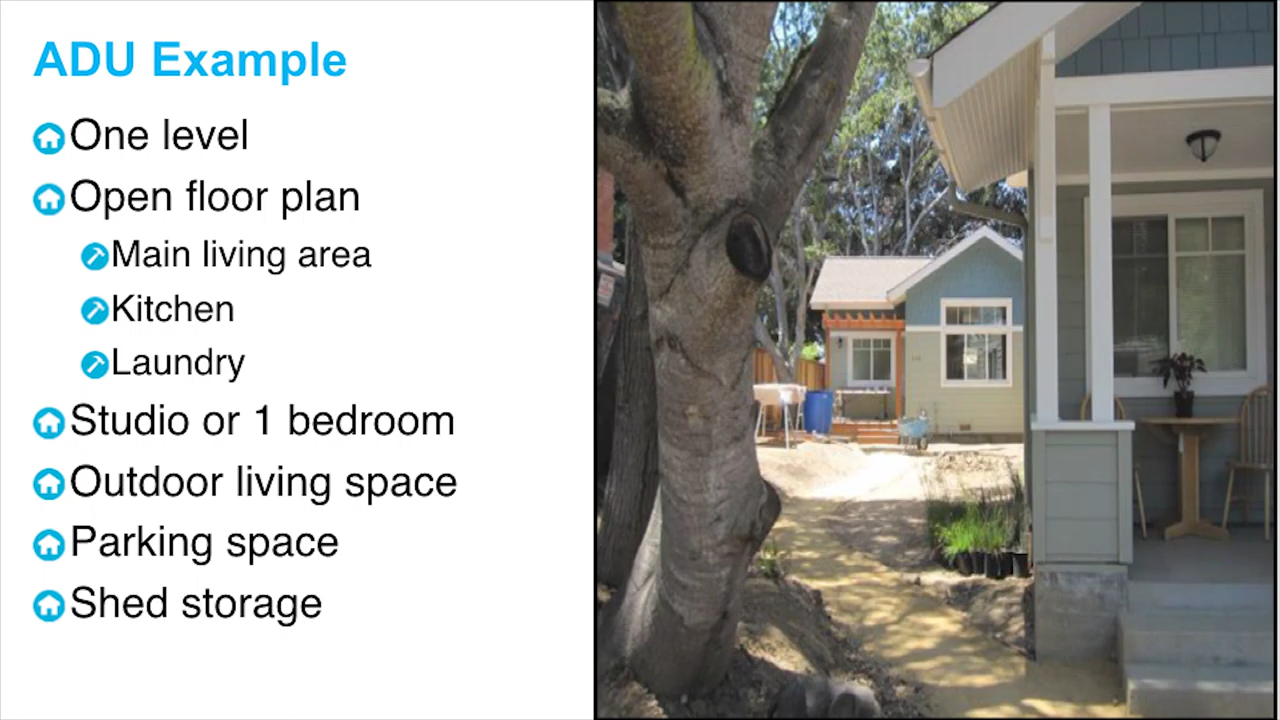 ADU Example
One level
Open floor plan
Main living area
Kitchen
Laundry
Studio or 1 bedroom
Outdoor living space
Parking space
Shed storage